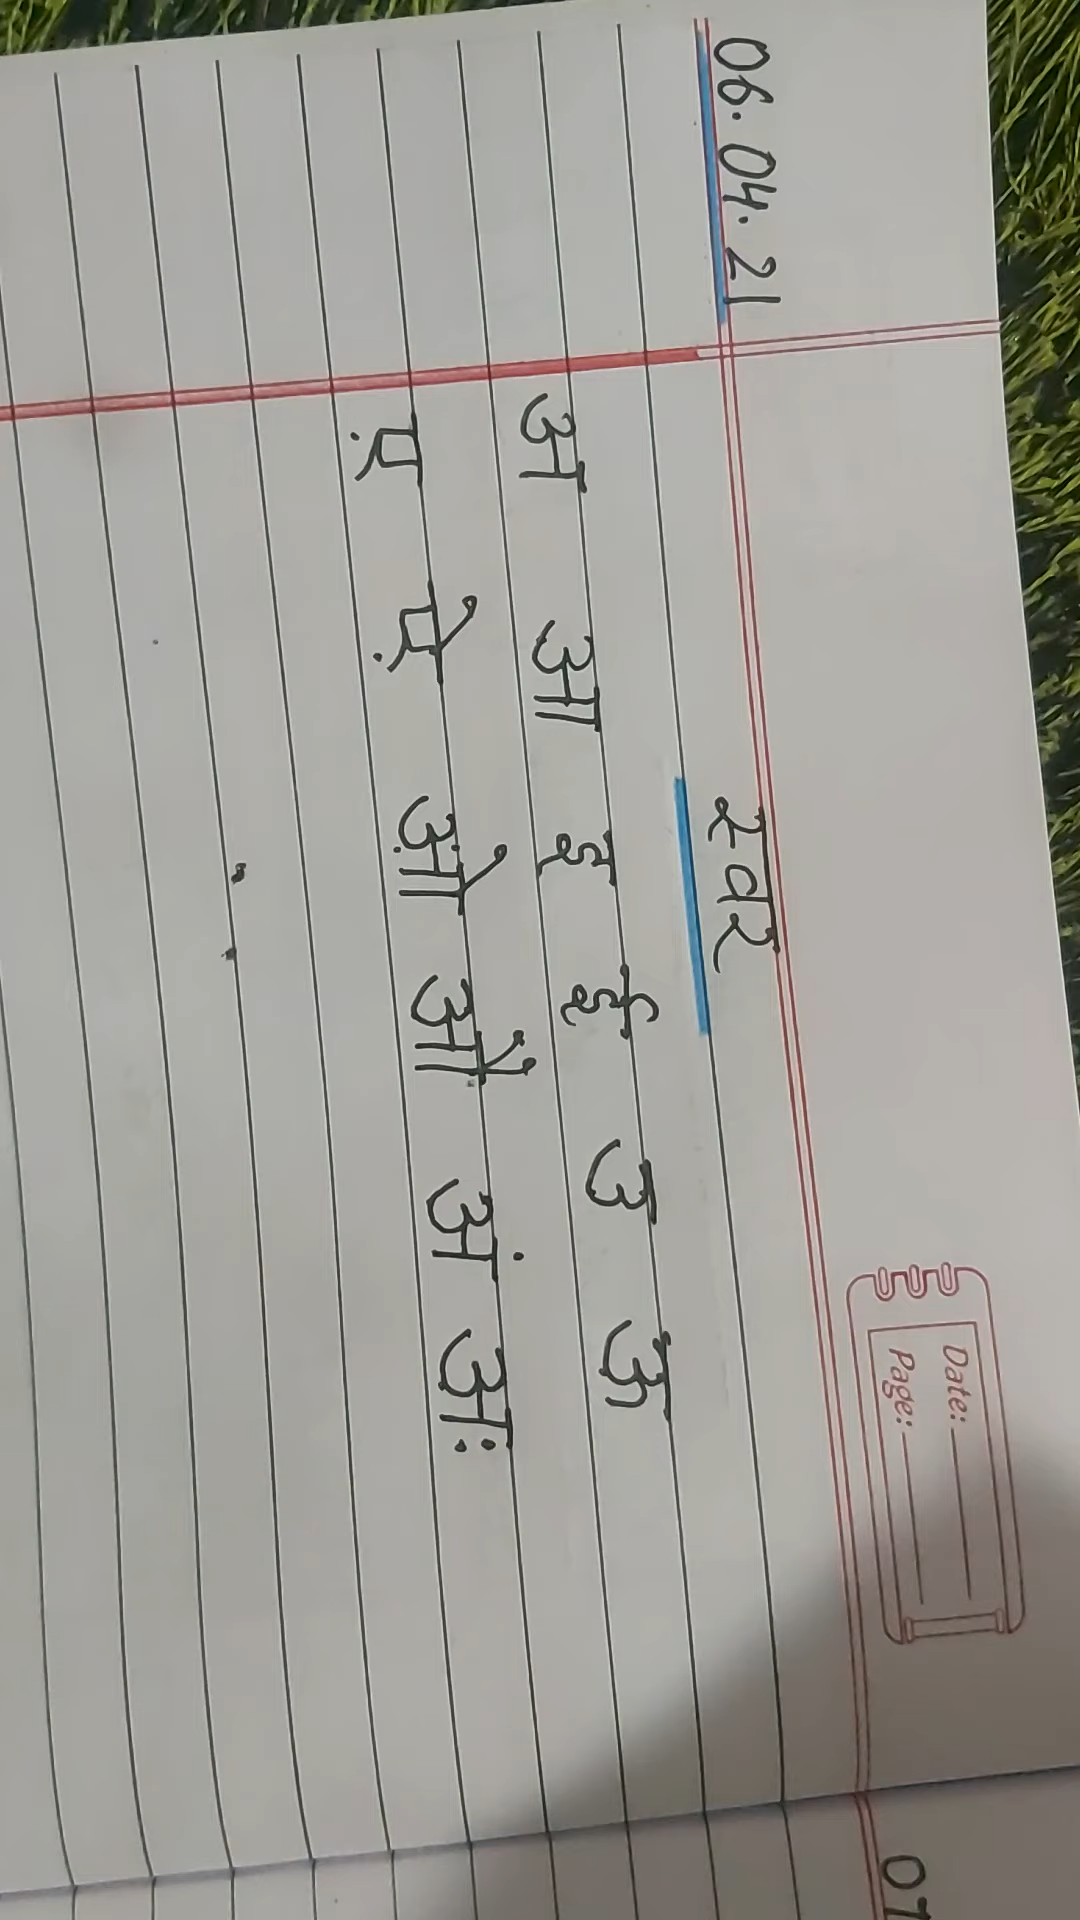 Date:
Page:
06.04.21
स्वर
अ आ इ ई उ ऊ
ए ऐ ओ औ अं अः